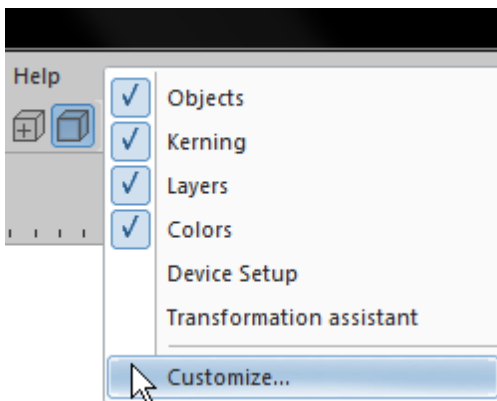 Help
Objects
Kerning
Layers
Colors
Device Setup
Transformation assistant
Customize...